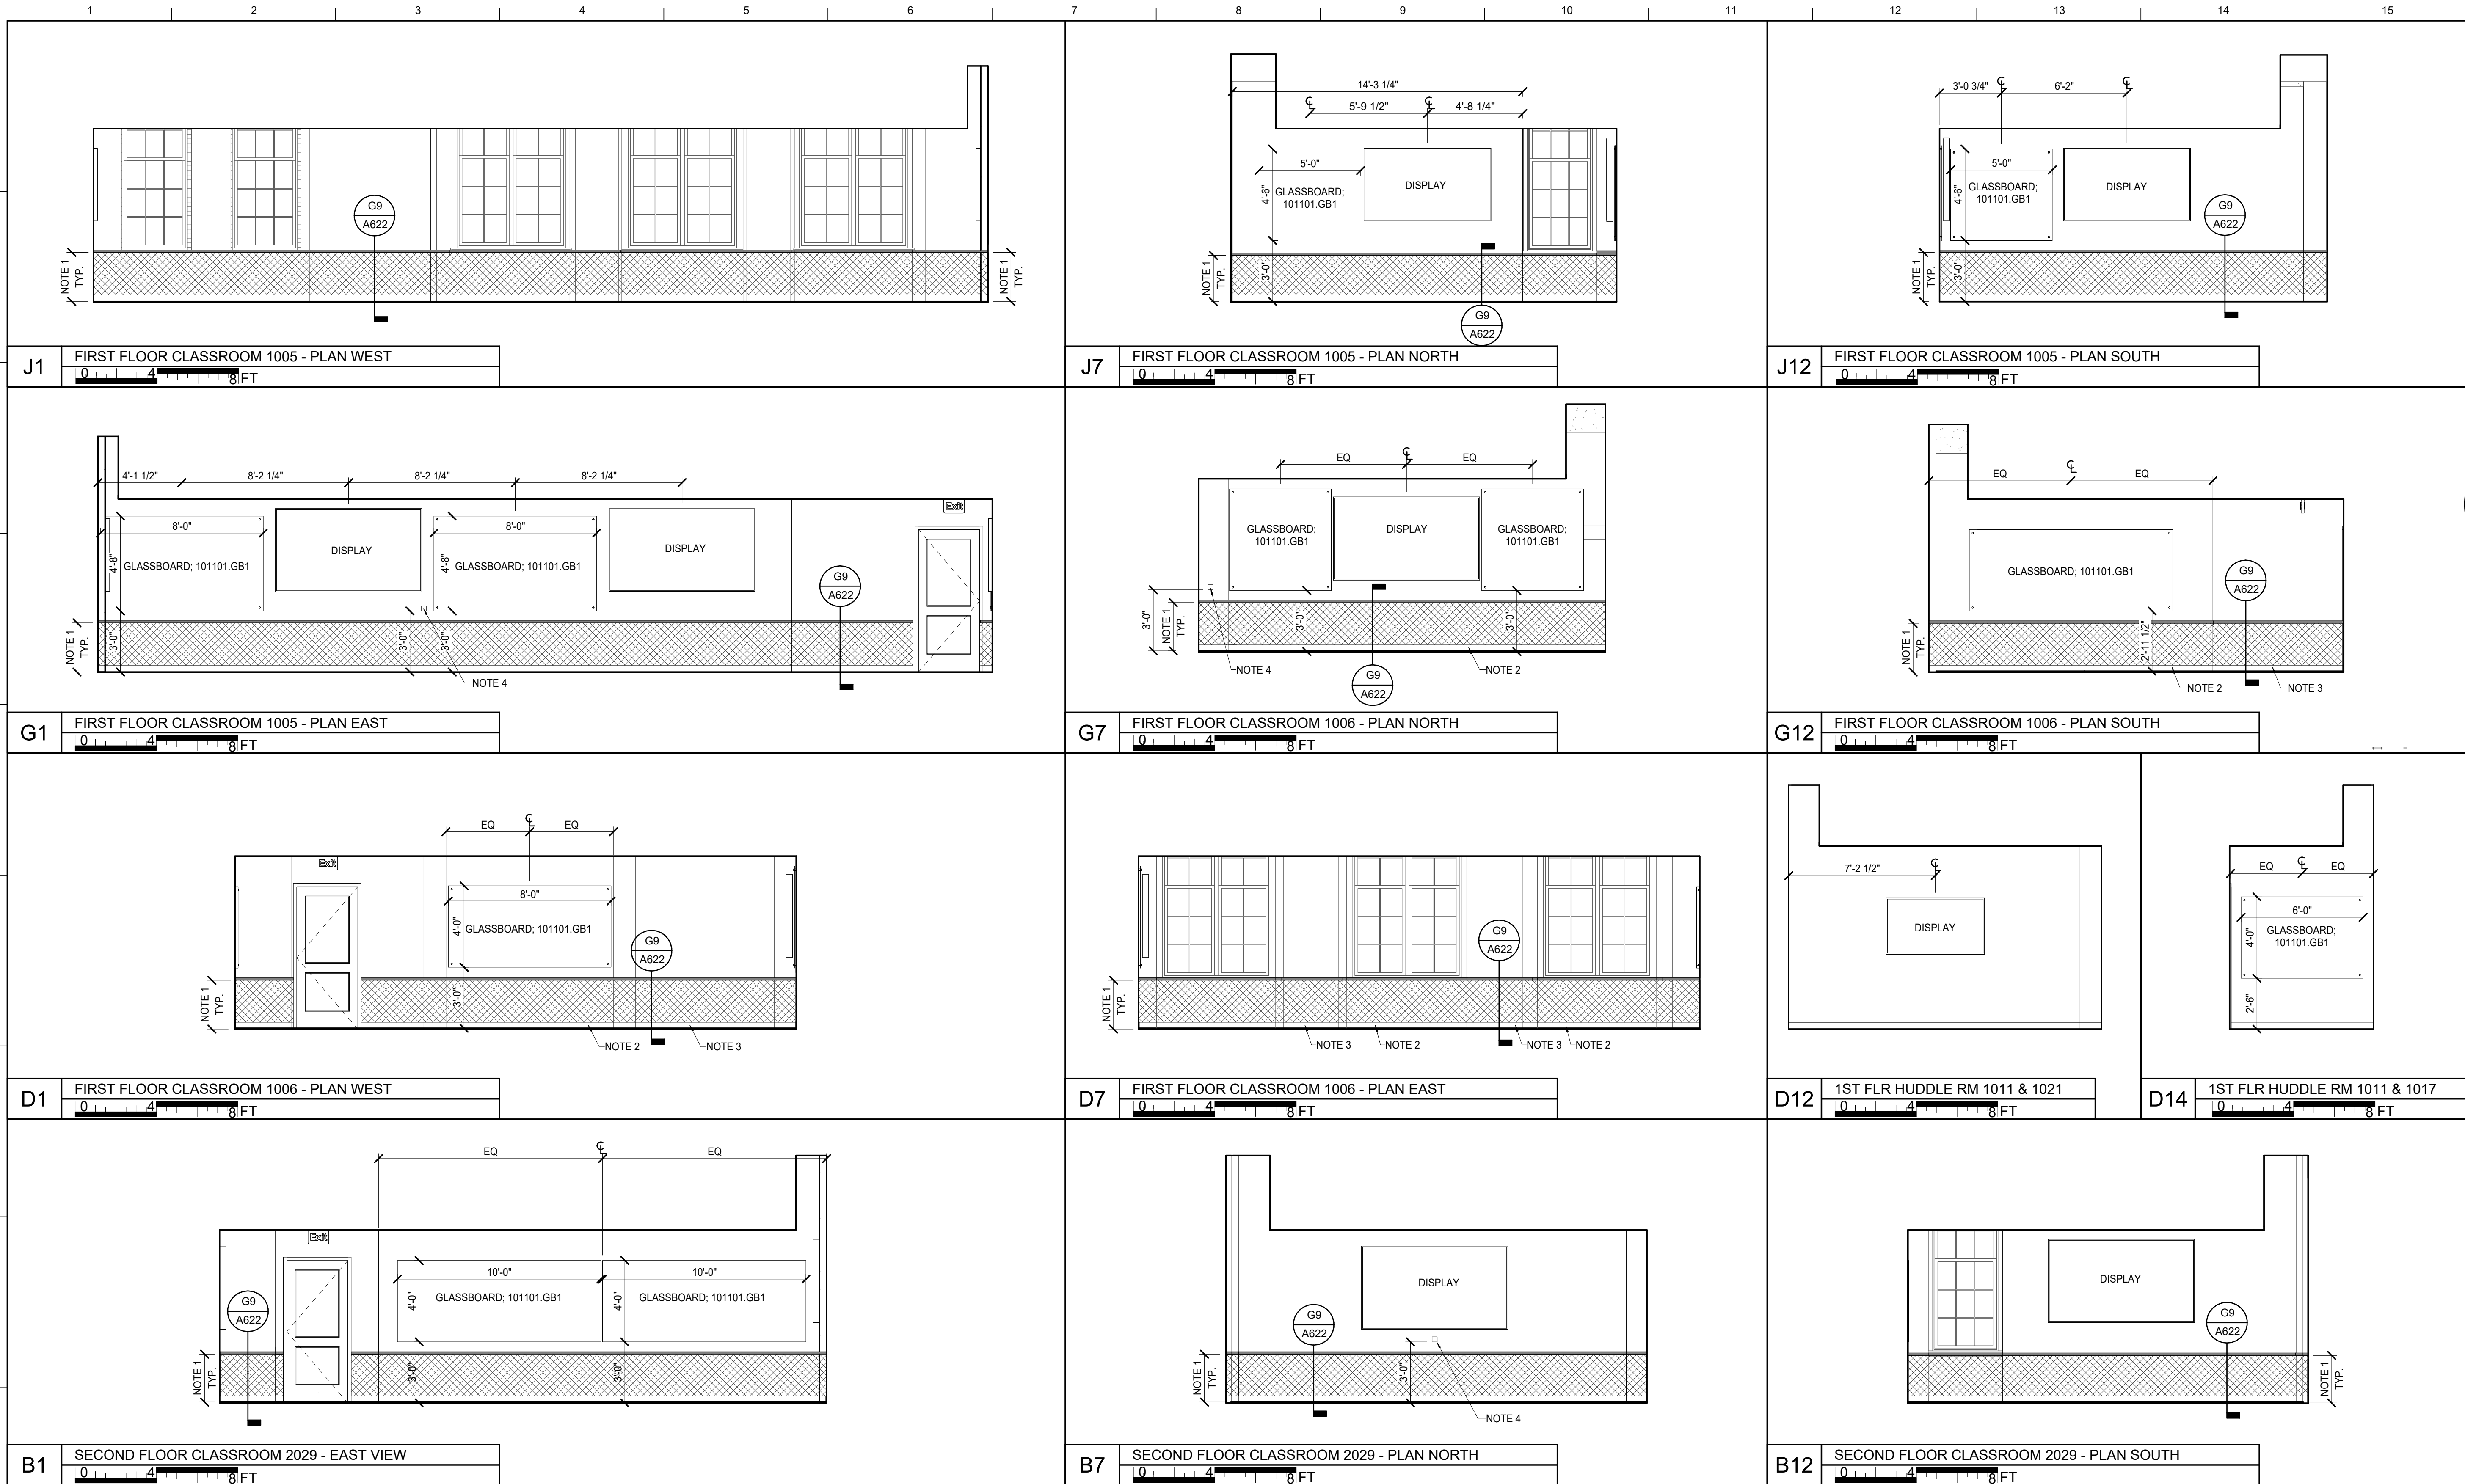 1 2 3 4 5 6 7 8 9 10 11 12 13 14 15
G9
A622
NOTE 1
TYP.
NOTE 1
TYP.
J1 FIRST FLOOR CLASSROOM 1005 - PLAN WEST
0 4 8 FT
14'-3 1/4"
5'-9 1/2" 4'-8 1/4"
5'-0"
4'-6"
GLASSBOARD;
101101.GB1
DISPLAY
3'-0"
NOTE 1
TYP.
G9
A622
J7 FIRST FLOOR CLASSROOM 1005 - PLAN NORTH
0 4 8 FT
3'-0 3/4" 6'-2"
5'-0"
4'-6"
GLASSBOARD;
101101.GB1
DISPLAY
G9
A622
3'-0"
NOTE 1
TYP.
J12 FIRST FLOOR CLASSROOM 1005 - PLAN SOUTH
0 4 8 FT
4'-1 1/2" 8'-2 1/4" 8'-2 1/4" 8'-2 1/4"
Exit
8'-0" 8'-0"
DISPLAY DISPLAY
4'-8" 4'-8"
GLASSBOARD; 101101.GB1 GLASSBOARD; 101101.GB1
G9
A622
NOTE 1
TYP.
3'-0" 3'-0" 3'-0"
NOTE 4
G1 FIRST FLOOR CLASSROOM 1005 - PLAN EAST
0 4 8 FT
EQ EQ
GLASSBOARD;
101101.GB1
DISPLAY
GLASSBOARD;
101101.GB1
3'-0"
NOTE 1
TYP.
3'-0" 3'-0"
NOTE 4 NOTE 2
G9
A622
G7 FIRST FLOOR CLASSROOM 1006 - PLAN NORTH
0 4 8 FT
EQ EQ
GLASSBOARD; 101101.GB1
G9
A622
NOTE 1
TYP.
2'-11 1/2"
NOTE 2 NOTE 3
G12 FIRST FLOOR CLASSROOM 1006 - PLAN SOUTH
0 4 8 FT
EQ EQ
Exit
8'-0"
4'-0"
GLASSBOARD; 101101.GB1
G9
A622
NOTE 1
TYP.
3'-0"
NOTE 2 NOTE 3
D1 FIRST FLOOR CLASSROOM 1006 - PLAN WEST
0 4 8 FT
G9
A622
NOTE 1
TYP.
NOTE 3 NOTE 2 NOTE 3 NOTE 2
D7 FIRST FLOOR CLASSROOM 1006 - PLAN EAST
0 4 8 FT
7'-2 1/2"
DISPLAY
D12 1ST FLR HUDDLE RM 1011 & 1021
0 4 8 FT
EQ EQ
6'-0"
4'-0"
GLASSBOARD;
101101.GB1
2'-6"
D14 1ST FLR HUDDLE RM 1011 & 1017
0 4 8 FT
EQ EQ
Exit
10'-0" 10'-0"
4'-0" 4'-0"
GLASSBOARD; 101101.GB1 GLASSBOARD; 101101.GB1
G9
A622
NOTE 1
TYP.
3'-0" 3'-0"
B1 SECOND FLOOR CLASSROOM 2029 - EAST VIEW
0 4 8 FT
DISPLAY
G9
A622
NOTE 1
TYP.
3'-0"
NOTE 4
B7 SECOND FLOOR CLASSROOM 2029 - PLAN NORTH
0 4 8 FT
DISPLAY
G9
A622
NOTE 1
TYP.
B12 SECOND FLOOR CLASSROOM 2029 - PLAN SOUTH
0 4 8 FT